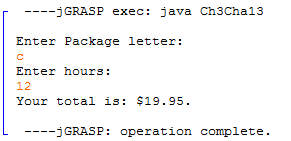 ----jGRASP exec: java Ch3Cha13
Enter Package letter:
c
Enter hours:
12
Your total is: $19.95.
----jGRASP: operation complete.